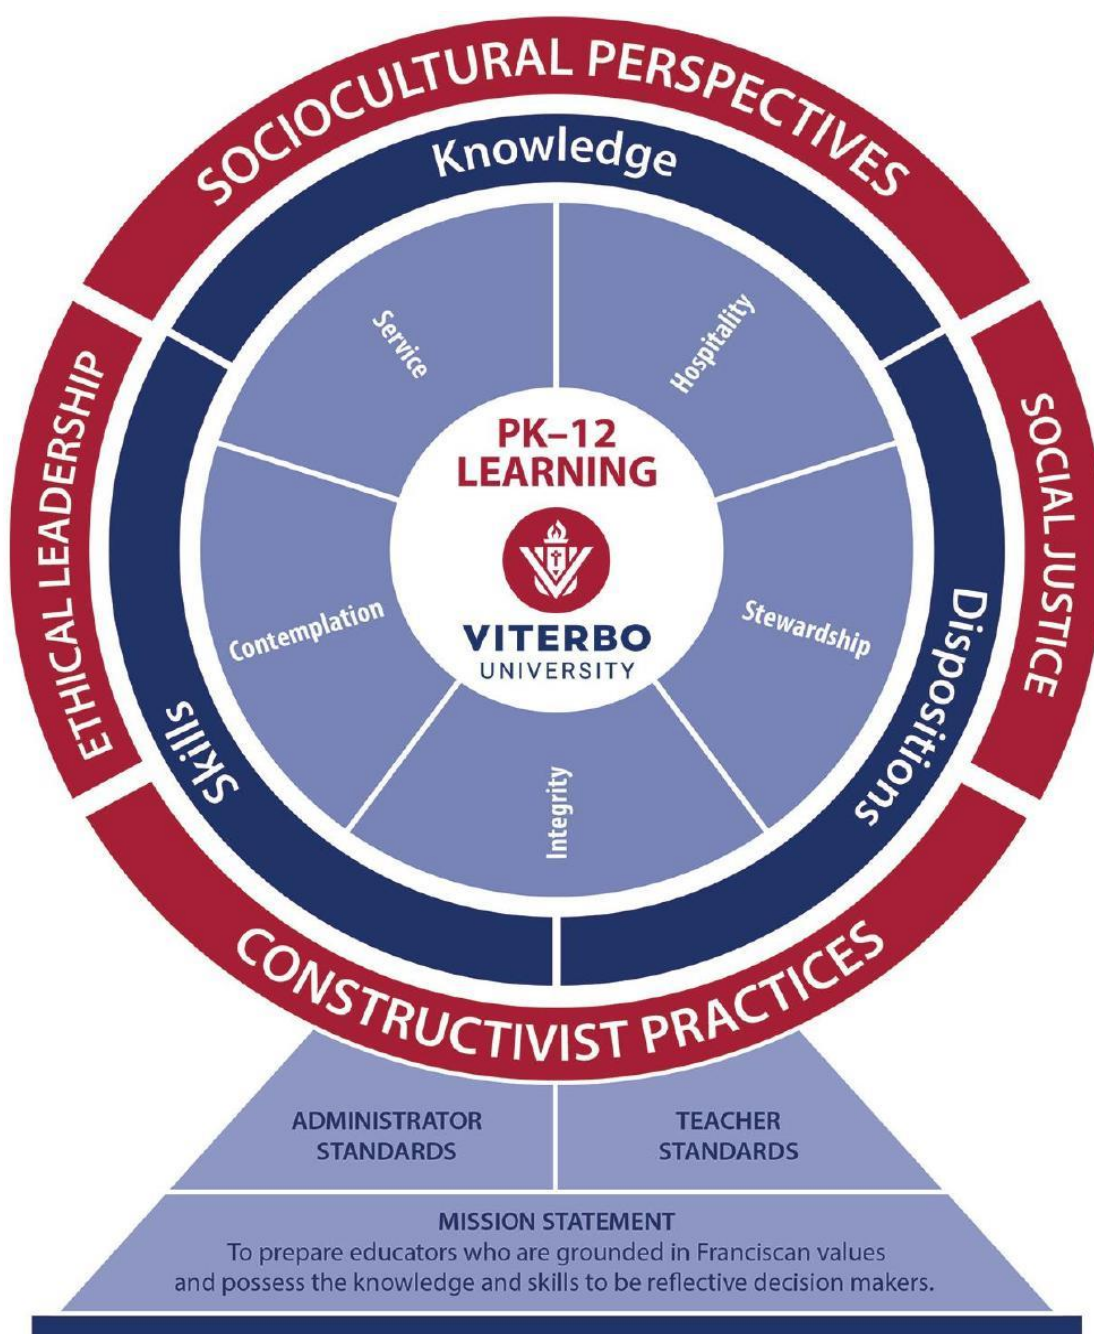 SOCIOCULTURAL PERSPECTIVES
Knowledge
Service
Hospitality
ETHICAL LEADERSHIP
SOCIAL JUSTICE
PK–12
LEARNING
VITERBO
UNIVERSITY
Contemplation
Stewardship
Skills
Dispositions
Integrity
CONSTRUCTIVIST PRACTICES
ADMINISTRATOR
STANDARDS
TEACHER
STANDARDS
MISSION STATEMENT
To prepare educators who are grounded in Franciscan values
and possess the knowledge and skills to be reflective decision makers.